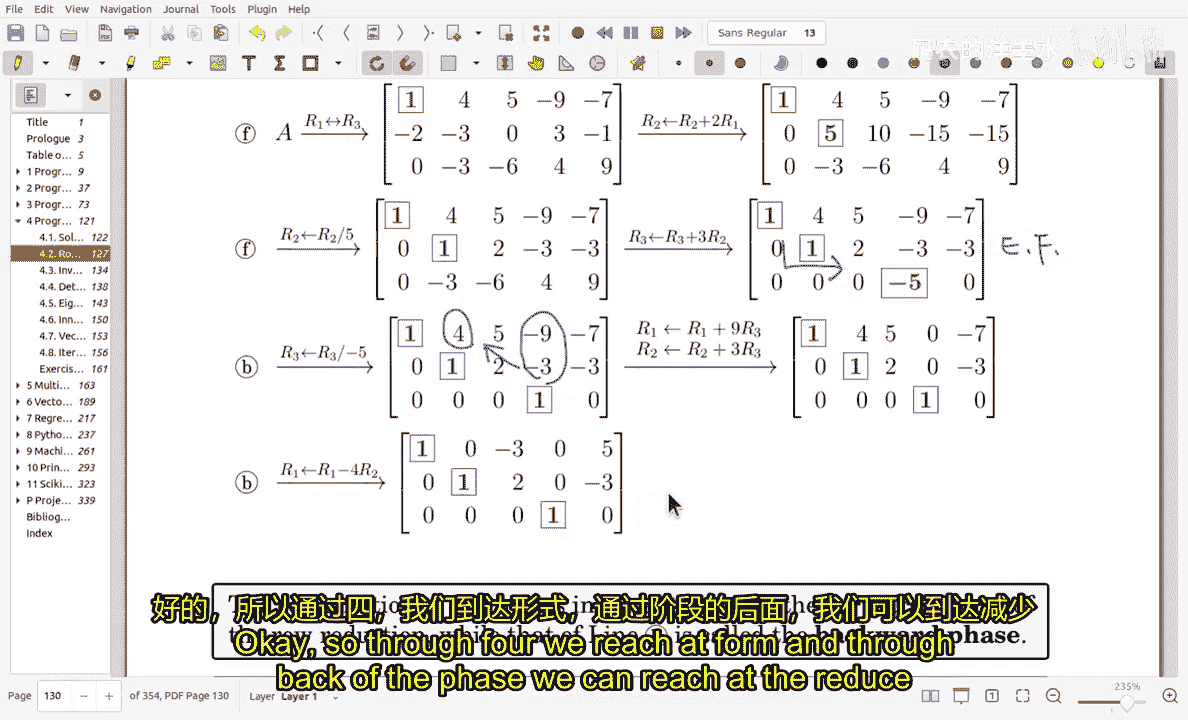 File Edit View Navigation Journal Tools Plugin Help
Sans Regular 13
Title 1
Prologue 3
Table o... 5
1 Progr... 9
2 Progr... 37
3 Progr... 73
4 Progr... 121
4.1. Sol... 122
4.2. Ro... 127
4.3. Inv... 134
4.4. Det... 138
4.5. Eig... 143
4.6. Inn... 150
4.7. Vec... 153
4.8. Iter... 156
Exercis... 161
5 Multi... 163
6 Vecto... 189
7 Regre... 217
8 Pytho... 237
9 Machi... 261
10 Prin... 293
11 Sciki... 323
P Proje... 339
Bibliog...
Index
ⓕ A R₁↔R₃ 1 4 5 −9 −7 R₂←R₂+2R₁ 1 4 5 −9 −7
−2 −3 0 3 −1 0 5 10 −15 −15
0 −3 −6 4 9 0 −3 −6 4 9
ⓕ R₂←R₂/5 1 4 5 −9 −7 R₃←R₃+3R₂ 1 4 5 −9 −7
0 1 2 −3 −3 0 1 2 −3 −3 E.F.
0 −3 −6 4 9 0 0 0 −5 0
ⓑ R₃←R₃/−5 1 4 5 −9 −7 R₁ ← R₁ + 9R₃ 1 4 5 0 −7
0 1 2 −3 −3 R₂ ← R₂ + 3R₃ 0 1 2 0 −3
0 0 0 1 0 0 0 0 1 0
ⓑ R₁←R₁−4R₂ 1 0 −3 0 5
0 1 2 0 −3
0 0 0 1 0
好的，所以通过四，我们到达形式，通过阶段的后面，我们可以到达减少
Okay, so through four we reach at form and through
back of the phase we can reach at the reduce
phase.
Page 130 of 354, PDF Page 130 Layer Layer 1
235%